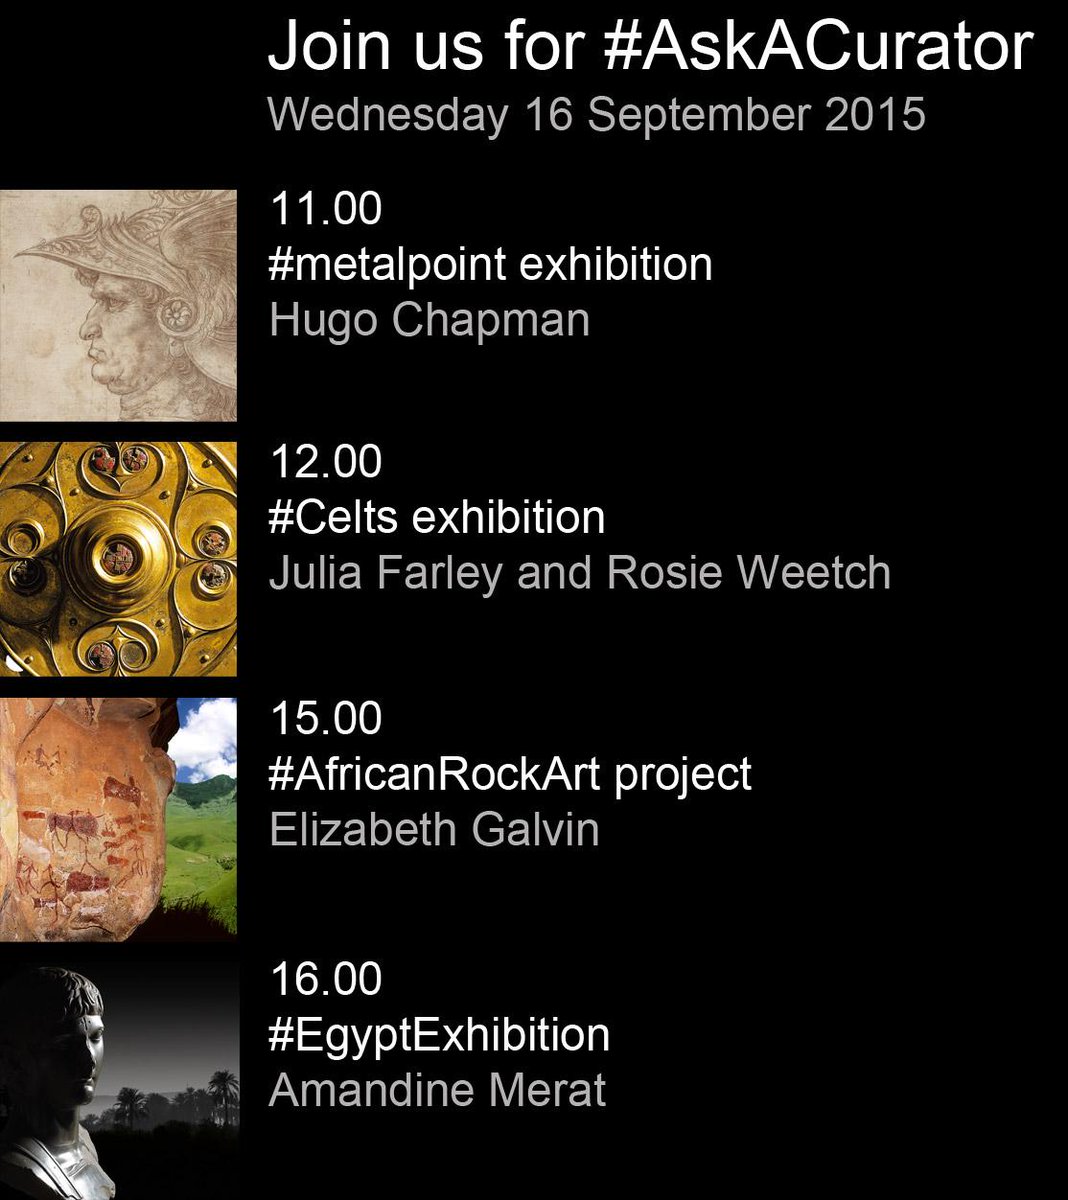 Join us for #AskACurator
Wednesday 16 September 2015
11.00
#metalpoint exhibition
Hugo Chapman
12.00
#Celts exhibition
Julia Farley and Rosie Weetch
15.00
#AfricanRockArt project
Elizabeth Galvin
16.00
#EgyptExhibition
Amandine Merat